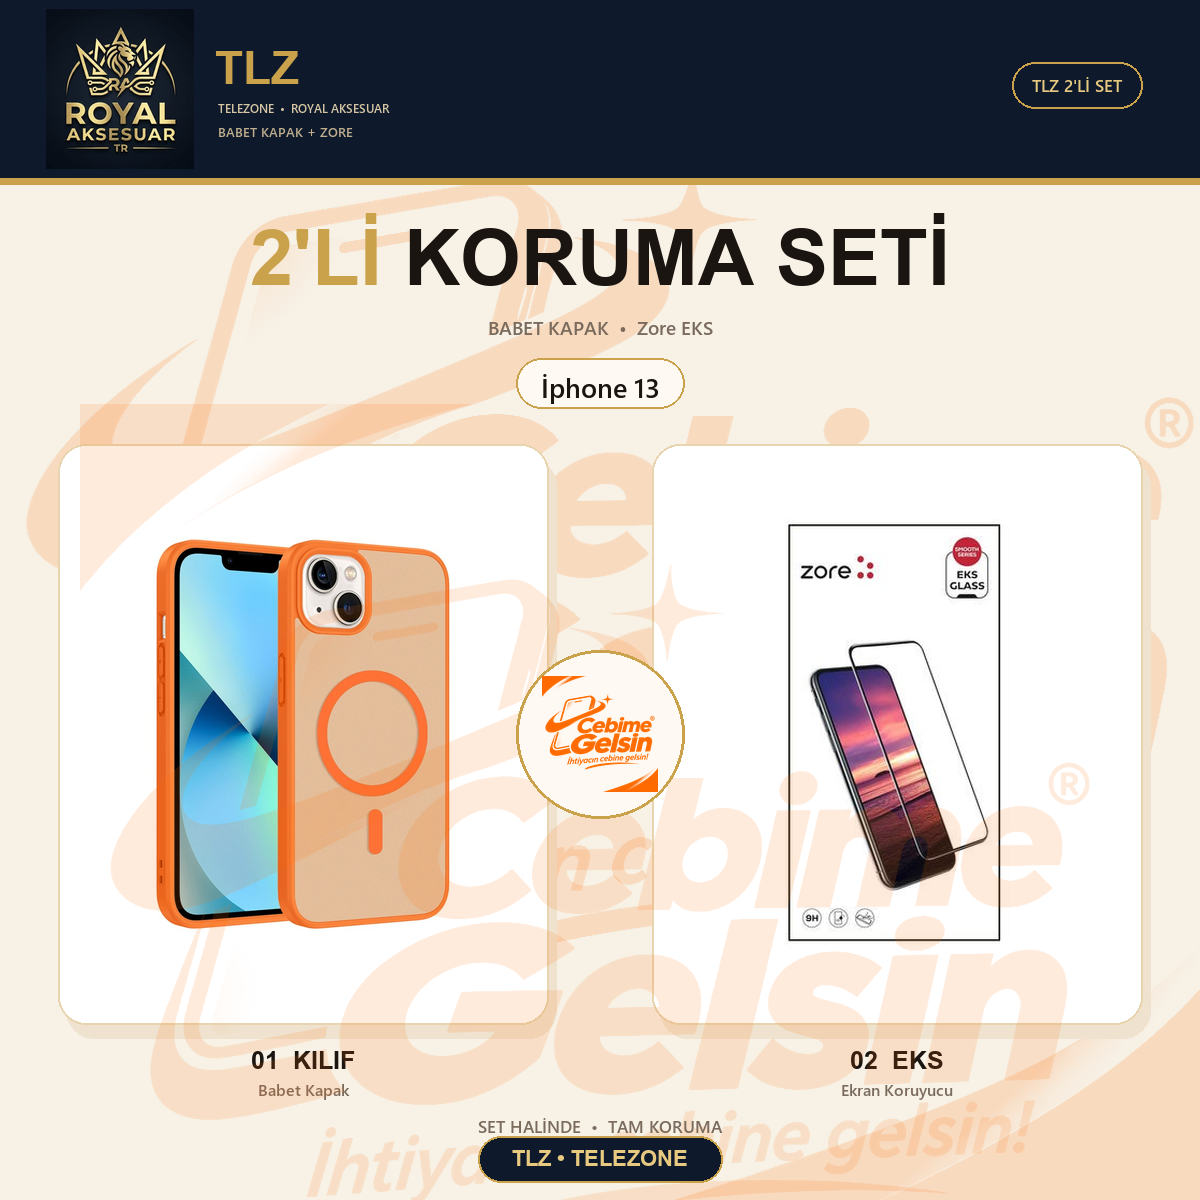 ROYAL
AKSESUAR
TR
TLZ
TELEZONE • ROYAL AKSESUAR
BABET KAPAK + ZORE
TLZ 2'Lİ SET
2'Lİ KORUMA SETİ
BABET KAPAK • Zore EKS
İphone 13
®
zore
SMOOTH
SERIES
EKS
GLASS
9H
Cebime®
Gelsin
İhtiyacın cebine gelsin!
Cebime®
Gelsin
01 KILIF
Babet Kapak
02 EKS
Ekran Koruyucu
SET HALİNDE • TAM KORUMA
TLZ • TELEZONE